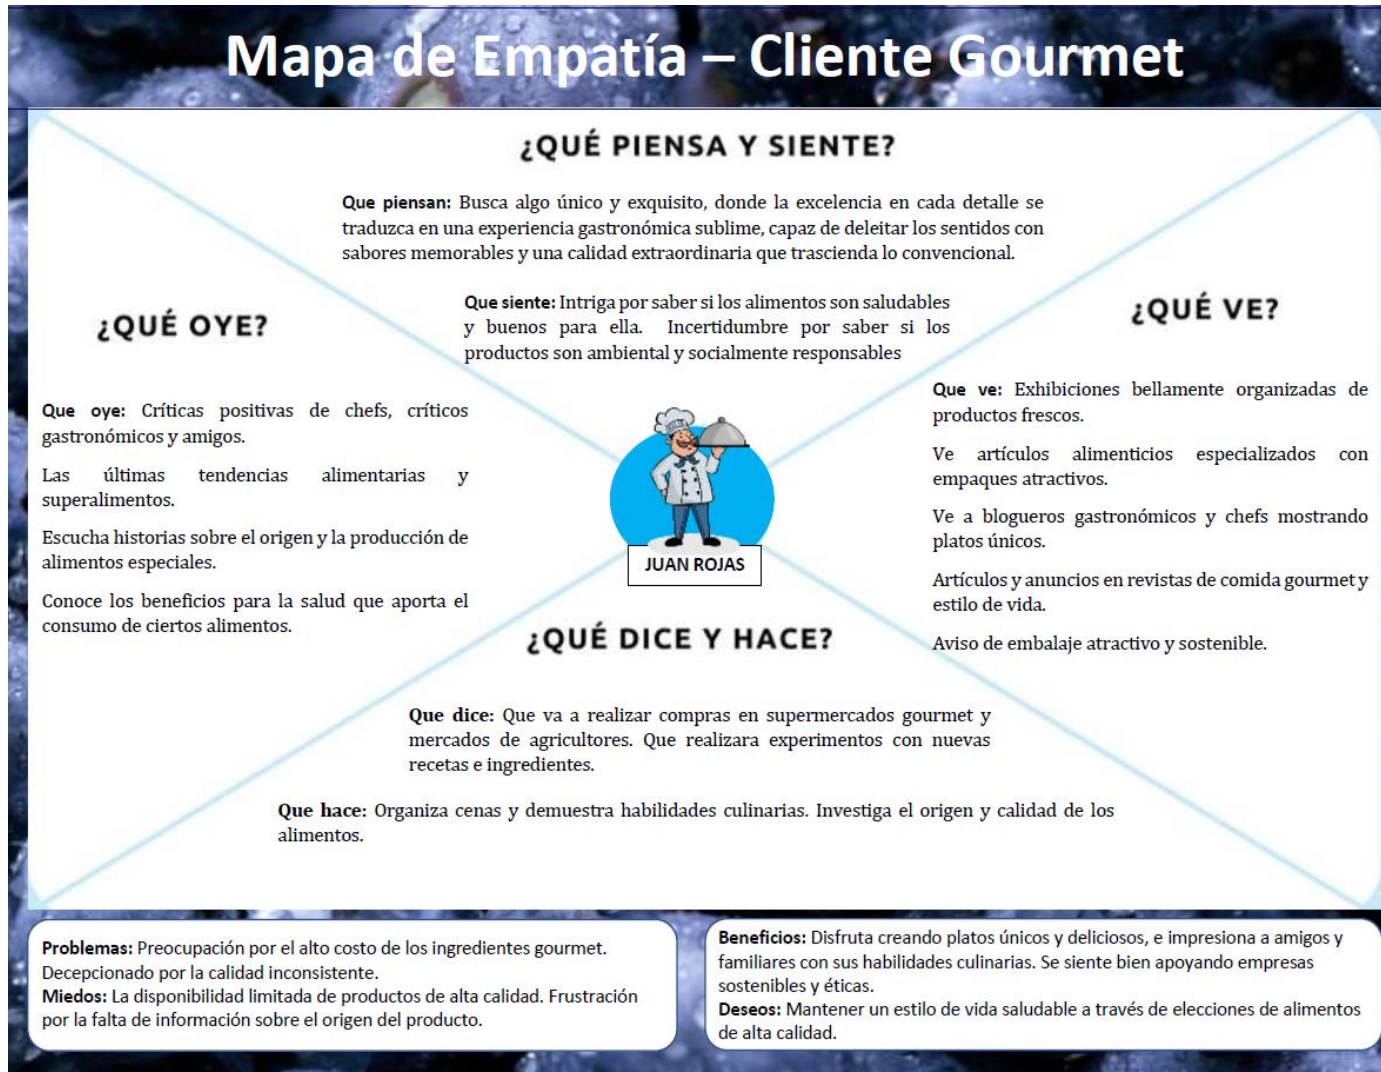 Mapa de Empatía – Cliente Gourmet
¿QUÉ PIENSA Y SIENTE?
Que piensan: Busca algo único y exquisito, donde la excelencia en cada detalle se
traduzca en una experiencia gastronómica sublime, capaz de deleitar los sentidos con
sabores memorables y una calidad extraordinaria que trascienda lo convencional.
Que siente: Intriga por saber si los alimentos son saludables
y buenos para ella. Incertidumbre por saber si los
productos son ambiental y socialmente responsables
¿QUÉ OYE?
Que oye: Críticas positivas de chefs, críticos
gastronómicos y amigos.
Las últimas tendencias alimentarias y
superalimentos.
Escucha historias sobre el origen y la producción de
alimentos especiales.
Conoce los beneficios para la salud que aporta el
consumo de ciertos alimentos.
¿QUÉ VE?
Que ve: Exhibiciones bellamente organizadas de
productos frescos.
Ve artículos alimenticios especializados con
empaques atractivos.
Ve a blogueros gastronómicos y chefs mostrando
platos únicos.
Artículos y anuncios en revistas de comida gourmet y
estilo de vida.
Aviso de embalaje atractivo y sostenible.
JUAN ROJAS
¿QUÉ DICE Y HACE?
Que dice: Que va a realizar compras en supermercados gourmet y
mercados de agricultores. Que realizara experimentos con nuevas
recetas e ingredientes.
Que hace: Organiza cenas y demuestra habilidades culinarias. Investiga el origen y calidad de los
alimentos.
Problemas: Preocupación por el alto costo de los ingredientes gourmet.
Decepcionado por la calidad inconsistente.
Miedos: La disponibilidad limitada de productos de alta calidad. Frustración
por la falta de información sobre el origen del producto.
Beneficios: Disfruta creando platos únicos y deliciosos, e impresiona a amigos y
familiares con sus habilidades culinarias. Se siente bien apoyando empresas
sostenibles y éticas.
Deseos: Mantener un estilo de vida saludable a través de elecciones de alimentos
de alta calidad.